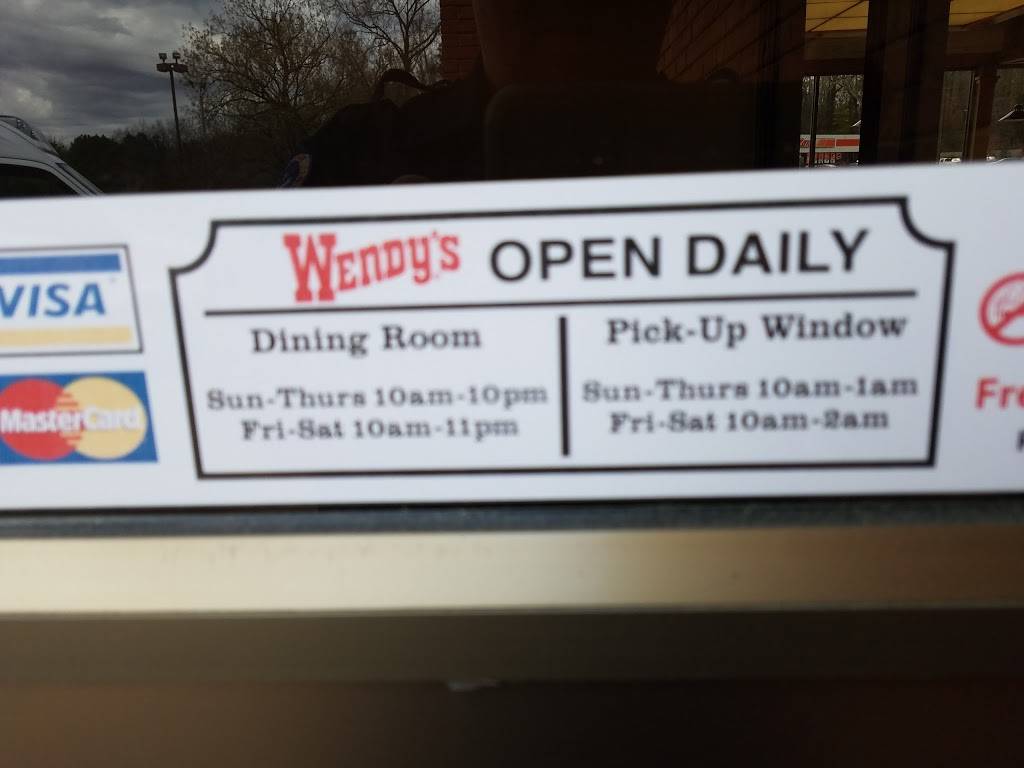 VISA
MasterCard
Wendy's OPEN DAILY
Dining Room
Sun-Thurs 10am-10pm
Fri-Sat 10am-11pm
Pick-Up Window
Sun-Thurs 10am-1am
Fri-Sat 10am-2am
Fre